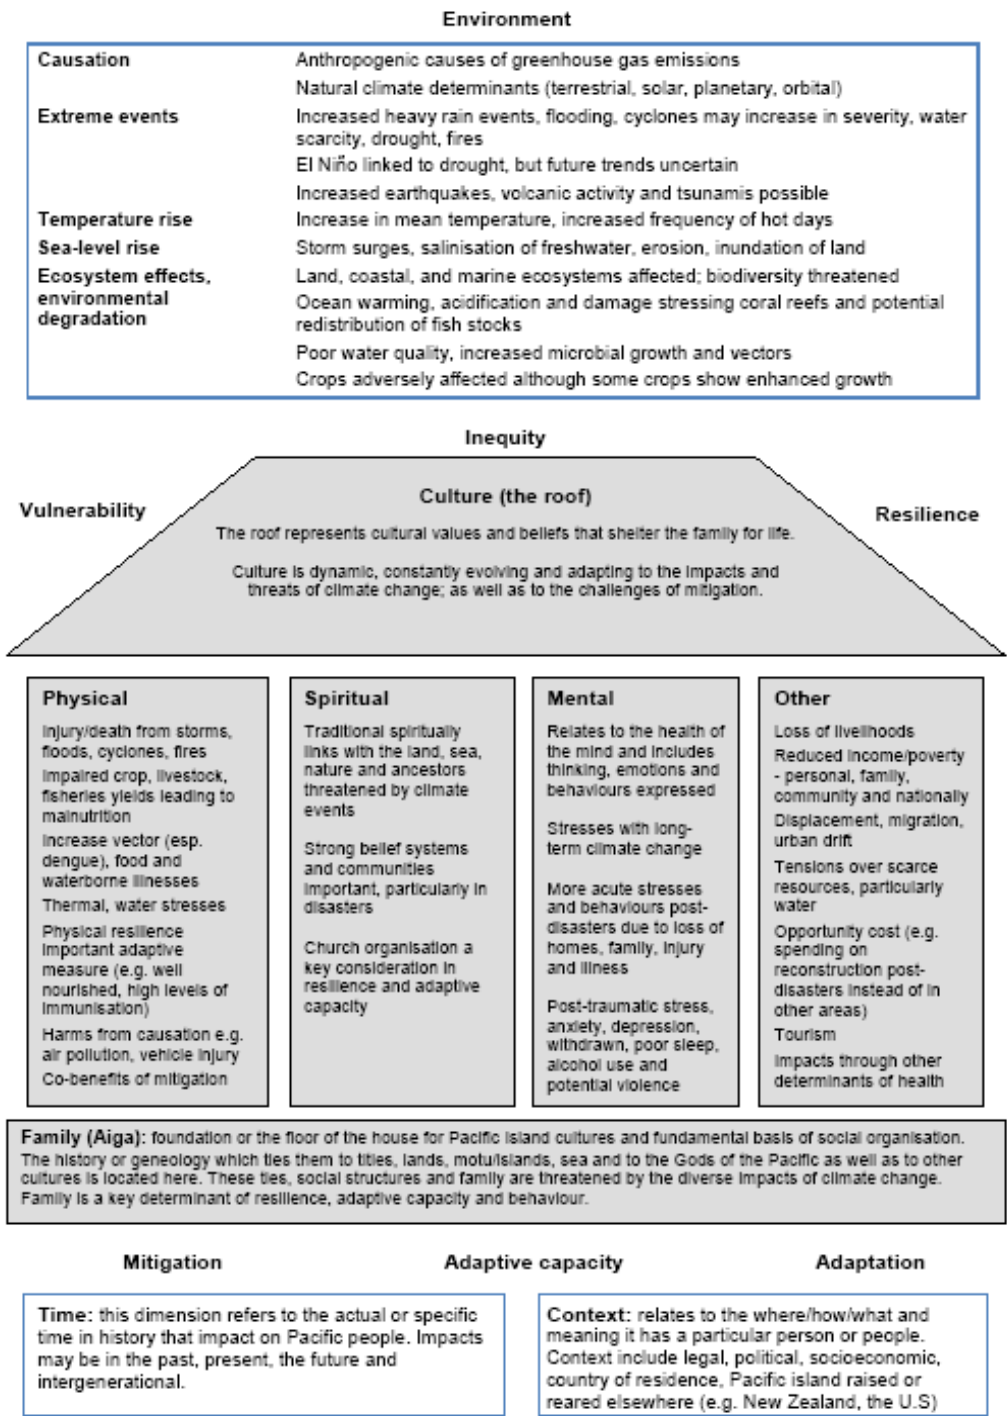 Environment
Causation
Anthropogenic causes of greenhouse gas emissions
Natural climate determinants (terrestrial, solar, planetary, orbital)
Extreme events
Increased heavy rain events, flooding, cyclones may increase in severity, water
scarcity, drought, fires
El Niño linked to drought, but future trends uncertain
Increased earthquakes, volcanic activity and tsunamis possible
Temperature rise
Increase in mean temperature, increased frequency of hot days
Sea-level rise
Storm surges, salinisation of freshwater, erosion, inundation of land
Ecosystem effects,
environmental
degradation
Land, coastal, and marine ecosystems affected; biodiversity threatened
Ocean warming, acidification and damage stressing coral reefs and potential
redistribution of fish stocks
Poor water quality, increased microbial growth and vectors
Crops adversely affected although some crops show enhanced growth
Inequity
Vulnerability
Resilience
Culture (the roof)
The roof represents cultural values and beliefs that shelter the family for life.
Culture is dynamic, constantly evolving and adapting to the impacts and
threats of climate change; as well as to the challenges of mitigation.
Physical
Injury/death from storms,
floods, cyclones, fires
Impaired crop, livestock,
fisheries yields leading to
malnutrition
Increase vector (esp.
dengue), food and
waterborne illnesses
Thermal, water stresses
Physical resilience
important adaptive
measure (e.g. well
nourished, high levels of
immunisation)
Harms from causation e.g.
air pollution, vehicle injury
Co-benefits of mitigation
Spiritual
Traditional spiritually
links with the land, sea,
nature and ancestors
threatened by climate
events
Strong belief systems
and communities
important, particularly in
disasters
Church organisation a
key consideration in
resilience and adaptive
capacity
Mental
Relates to the health of
the mind and includes
thinking, emotions and
behaviours expressed
Stresses with long-
term climate change
More acute stresses
and behaviours post-
disasters due to loss of
homes, family, injury
and illness
Post-traumatic stress,
anxiety, depression,
withdrawn, poor sleep,
alcohol use and
potential violence
Other
Loss of livelihoods
Reduced income/poverty
- personal, family,
community and nationally
Displacement, migration,
urban drift
Tensions over scarce
resources, particularly
water
Opportunity cost (e.g.
spending on
reconstruction post-
disasters instead of in
other areas)
Tourism
Impacts through other
determinants of health
Family (Aiga): foundation or the floor of the house for Pacific Island cultures and fundamental basis of social organisation.
The history or geneology which ties them to titles, lands, motu/islands, sea and to the Gods of the Pacific as well as to other
cultures is located here. These ties, social structures and family are threatened by the diverse impacts of climate change.
Family is a key determinant of resilience, adaptive capacity and behaviour.
Mitigation
Adaptive capacity
Adaptation
Time: this dimension refers to the actual or specific
time in history that impact on Pacific people. Impacts
may be in the past, present, the future and
intergenerational.
Context: relates to the where/how/what and
meaning it has a particular person or people.
Context include legal, political, socioeconomic,
country of residence, Pacific island raised or
reared elsewhere (e.g. New Zealand, the U.S)